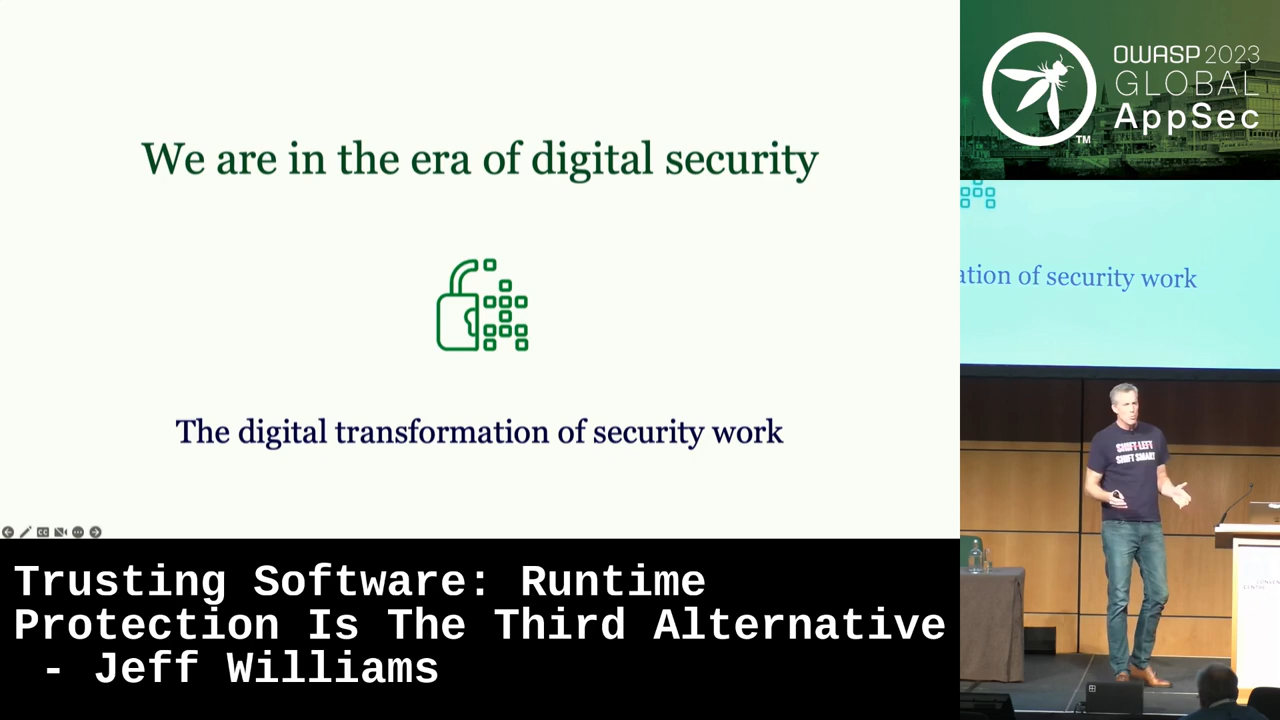 We are in the era of digital security
The digital transformation of security work
OWASP 2023
GLOBAL
AppSec
TM
ation of security work
SHIFT LEFT
SHIFT SMART
Trusting Software: Runtime
Protection Is The Third Alternative
- Jeff Williams